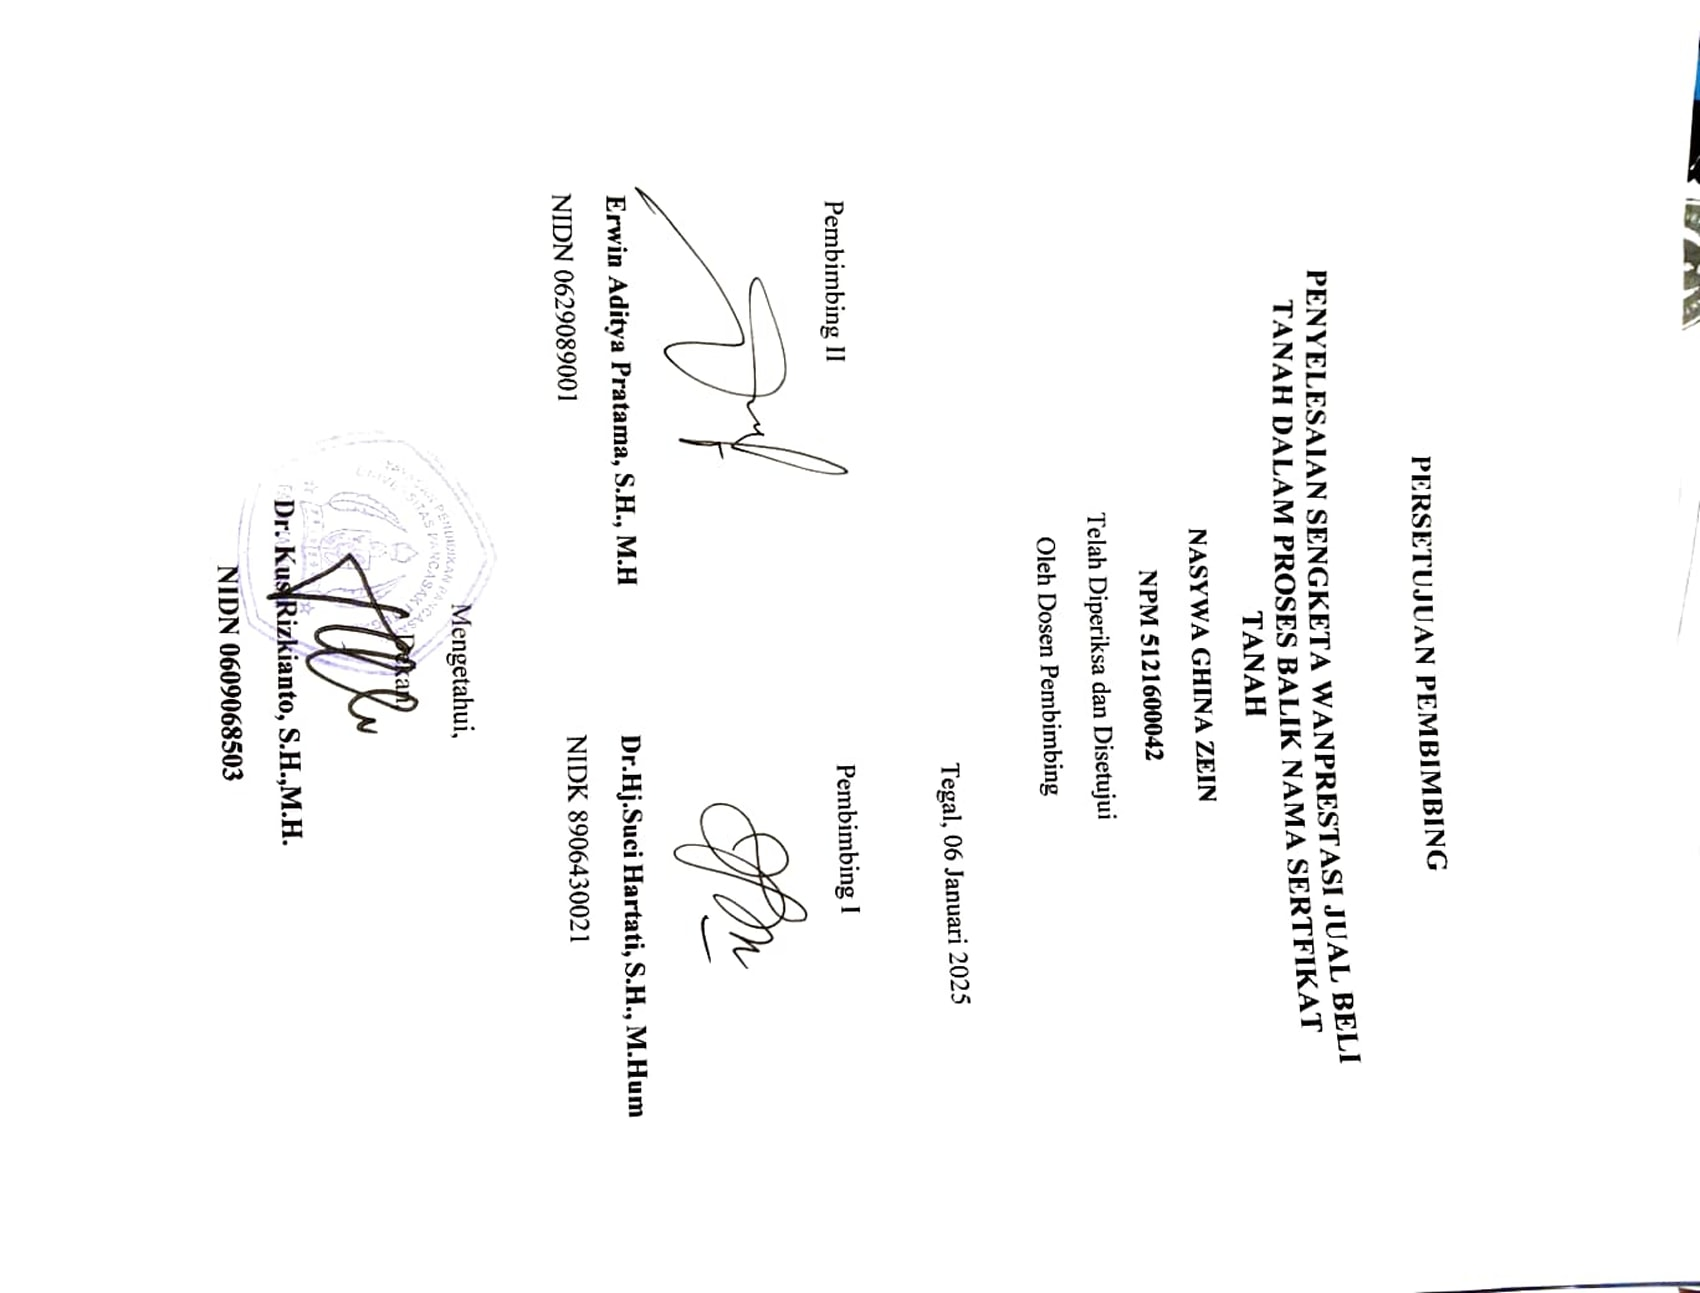 PERSETUJUAN PEMBIMBING
PENYELESAIAN SENGKETA WANPRESTASI JUAL BELI
TANAH DALAM PROSES BALIK NAMA SERTFIKAT
TANAH
NASYWA GHINA ZEIN
NPM 5121600042
Telah Diperiksa dan Disetujui
Oleh Dosen Pembimbing
Tegal, 06 Januari 2025
Pembimbing II
Pembimbing I
Erwin Aditya Pratama, S.H., M.H
Dr.Hj.Suci Hartati, S.H., M.Hum
NIDN 0629089001
NIDK 8906430021
Mengetahui,
Dekan
Dr. Kus Rizkianto, S.H.,M.H.
NIDN 0609068503